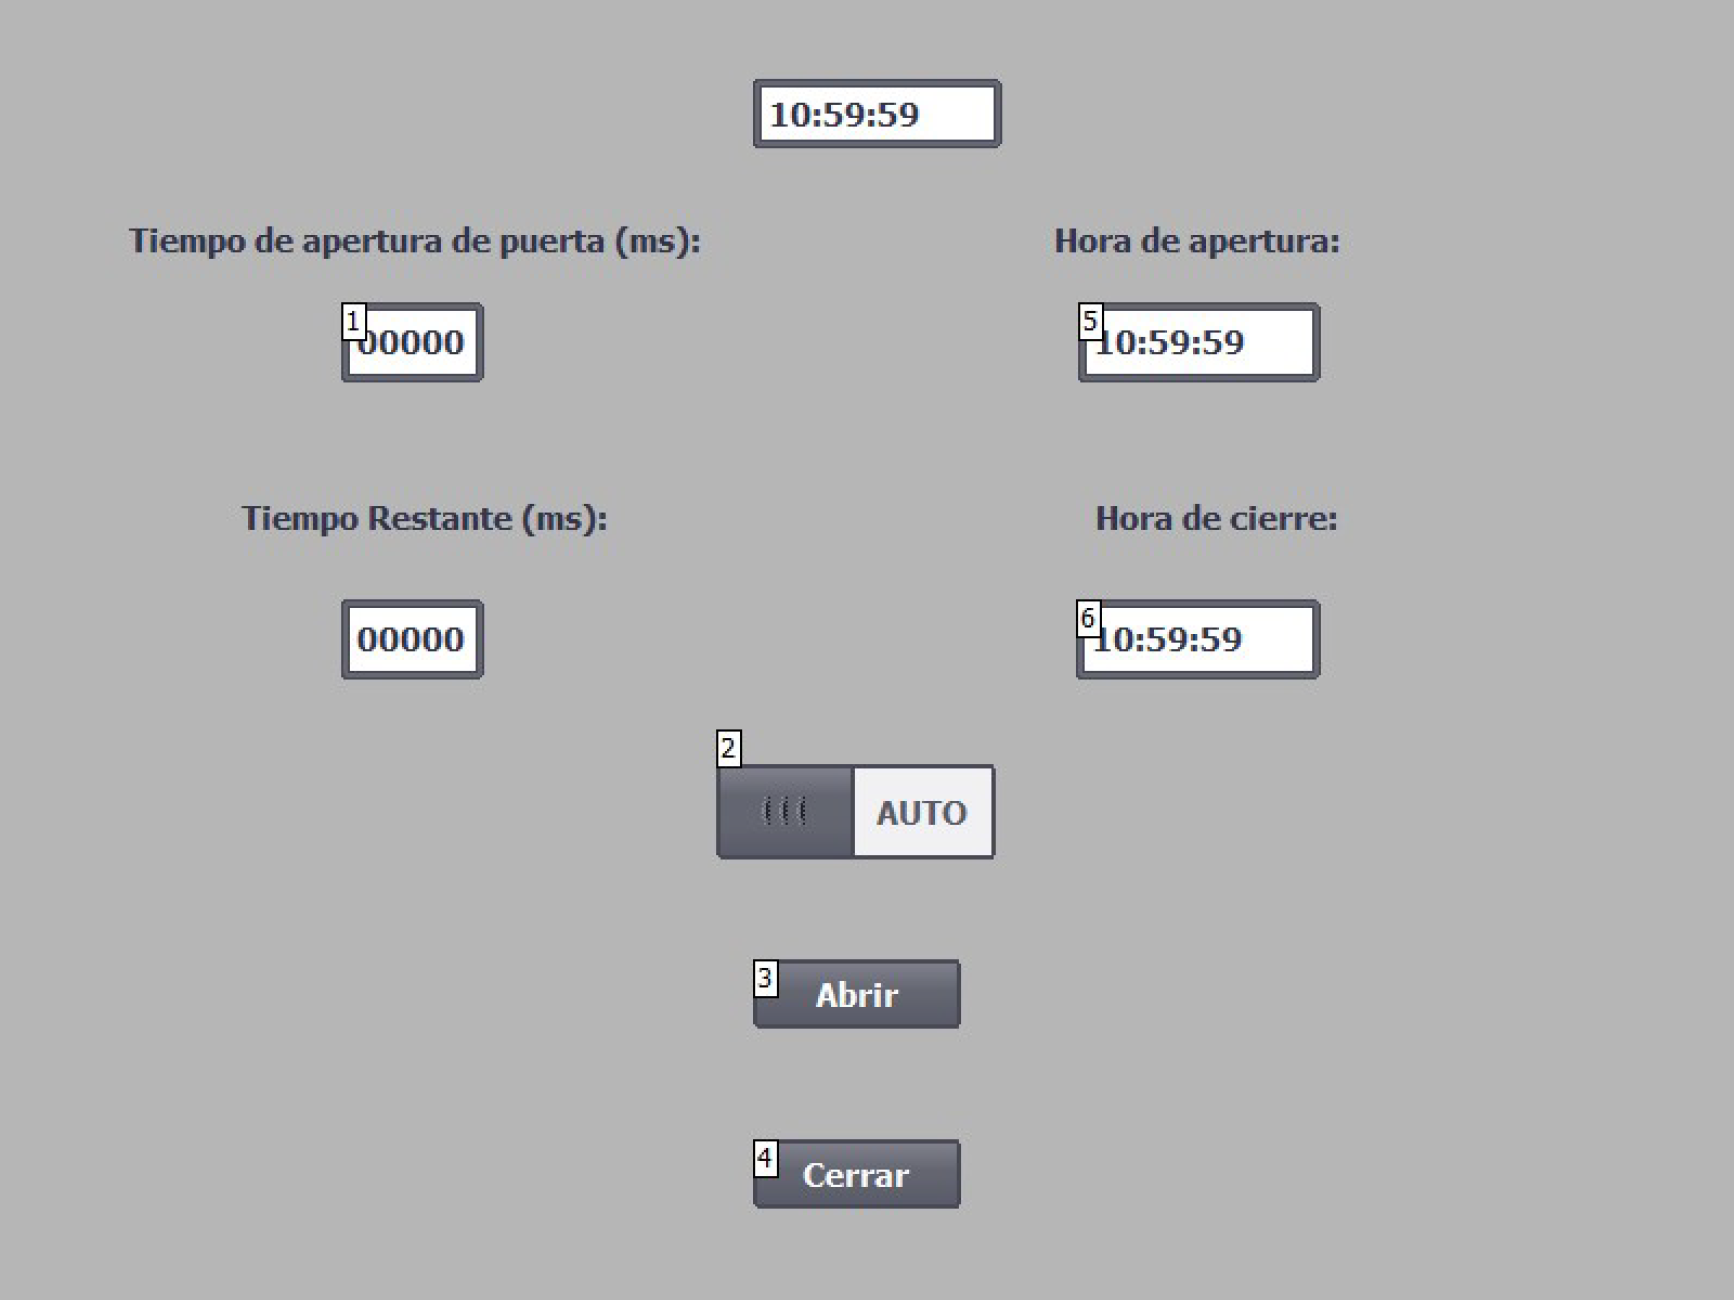 10:59:59
Tiempo de apertura de puerta (ms):
Hora de apertura:
1
00000
5
10:59:59
Tiempo Restante (ms):
Hora de cierre:
00000
6
10:59:59
2
AUTO
3
Abrir
4
Cerrar